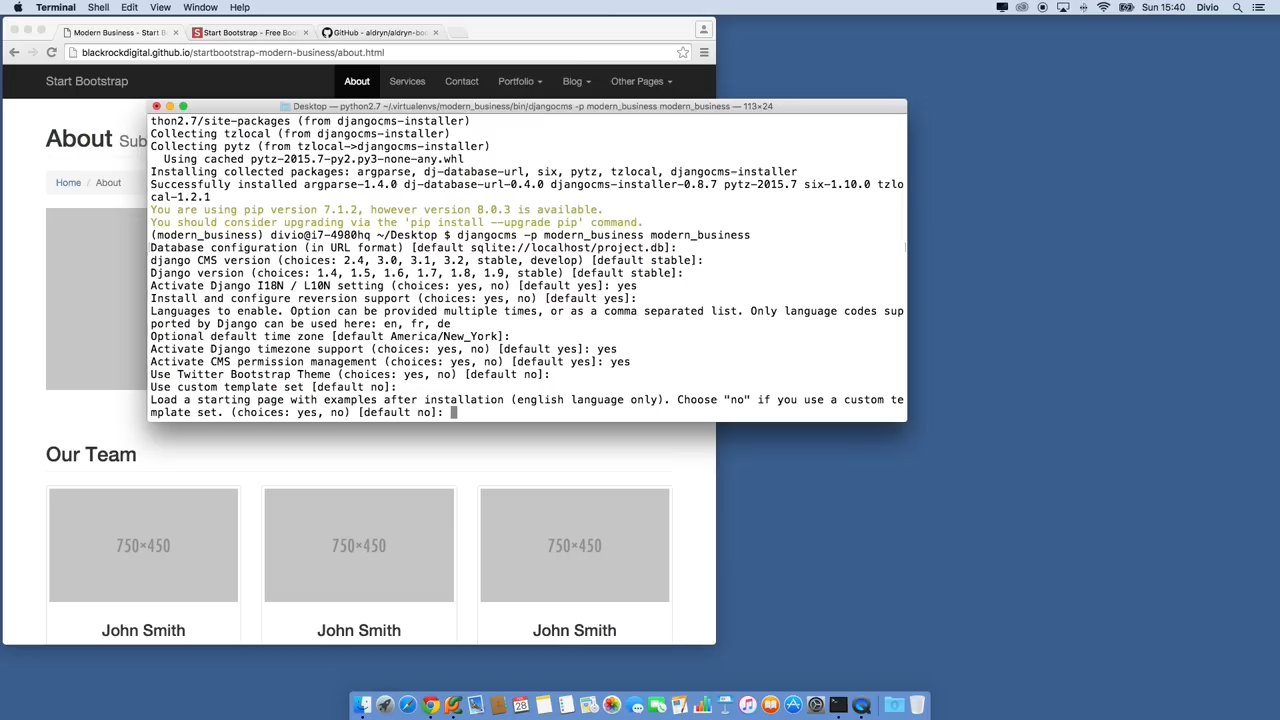 Terminal Shell Edit View Window Help Sun 15:40 Divio
Modern Business - Start B Start Bootstrap - Free Boo GitHub - aldryn/aldryn-boo
blackrockdigital.github.io/startbootstrap-modern-business/about.html
Start Bootstrap About Services Contact Portfolio Blog Other Pages
Desktop — python2.7 ~/.virtualenvs/modern_business/bin/djangocms -p modern_business modern_business — 113×24
thon2.7/site-packages (from djangocms-installer)
Collecting tzlocal (from djangocms-installer)
Collecting pytz (from tzlocal->djangocms-installer)
Using cached pytz-2015.7-py2.py3-none-any.whl
Installing collected packages: argparse, dj-database-url, six, pytz, tzlocal, djangocms-installer
Successfully installed argparse-1.4.0 dj-database-url-0.4.0 djangocms-installer-0.8.7 pytz-2015.7 six-1.10.0 tzlo
cal-1.2.1
You are using pip version 7.1.2, however version 8.0.3 is available.
You should consider upgrading via the 'pip install --upgrade pip' command.
(modern_business) divio@i7-4980hq ~/Desktop $ djangocms -p modern_business modern_business
Database configuration (in URL format) [default sqlite://localhost/project.db]:
django CMS version (choices: 2.4, 3.0, 3.1, 3.2, stable, develop) [default stable]:
Django version (choices: 1.4, 1.5, 1.6, 1.7, 1.8, 1.9, stable) [default stable]:
Activate Django I18N / L10N setting (choices: yes, no) [default yes]: yes
Install and configure reversion support (choices: yes, no) [default yes]:
Languages to enable. Option can be provided multiple times, or as a comma separated list. Only language codes sup
ported by Django can be used here: en, fr, de
Optional default time zone [default America/New_York]:
Activate Django timezone support (choices: yes, no) [default yes]: yes
Activate CMS permission management (choices: yes, no) [default yes]: yes
Use Twitter Bootstrap Theme (choices: yes, no) [default no]:
Use custom template set [default no]:
Load a starting page with examples after installation (english language only). Choose "no" if you use a custom te
mplate set. (choices: yes, no) [default no]:
About Su
Home / About
Our Team
750×450 750×450 750×450
John Smith John Smith John Smith
28